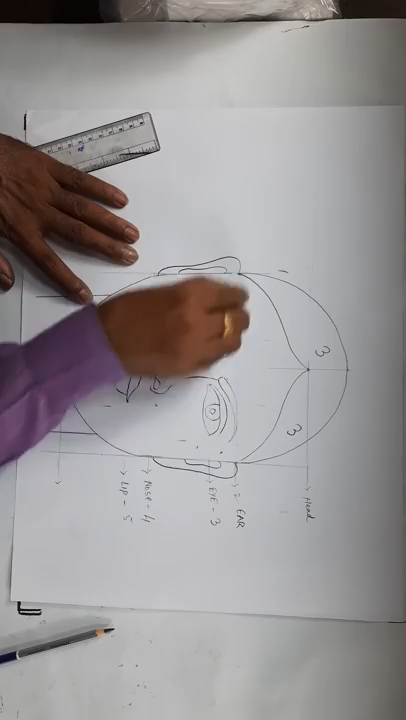 3
3
> Head
> 2 EAR
> EYE - 3
> Nose - 4
> Lip - 5